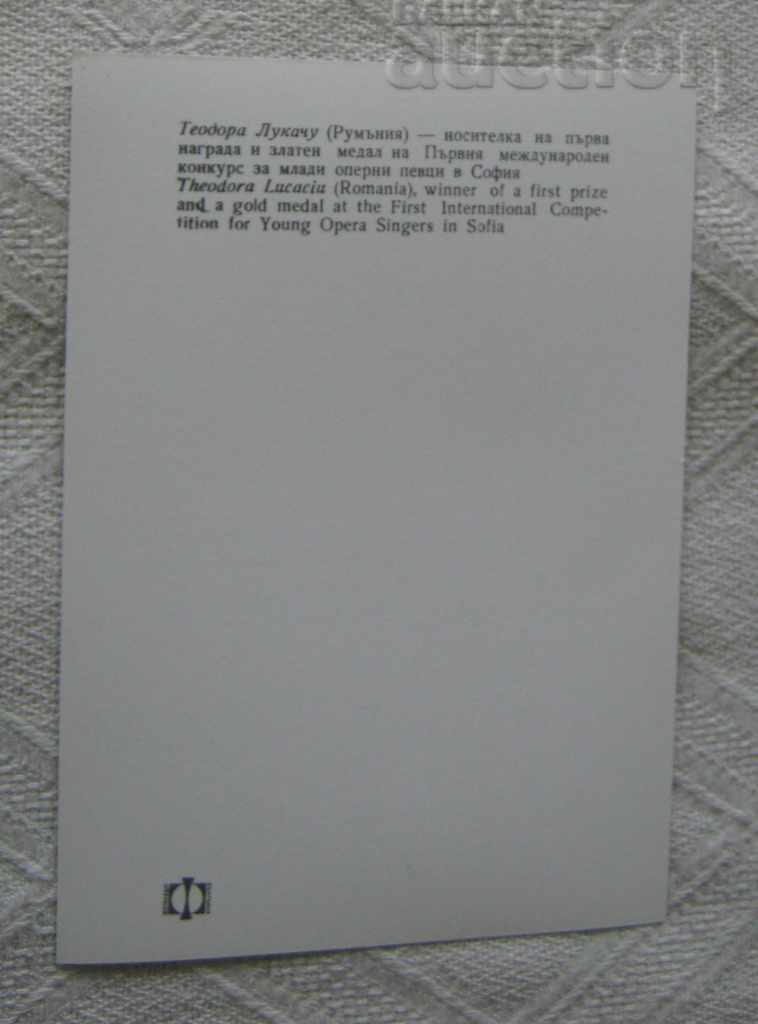 BALKAN
auction
Теодора Лукачу (Румъния) — носителка на първа
награда и златен медал на Първия международен
конкурс за млади оперни певци в София
Theodora Lucaciu (Romania), winner of a first prize
and a gold medal at the First International Compe-
tition for Young Opera Singers in Sofia